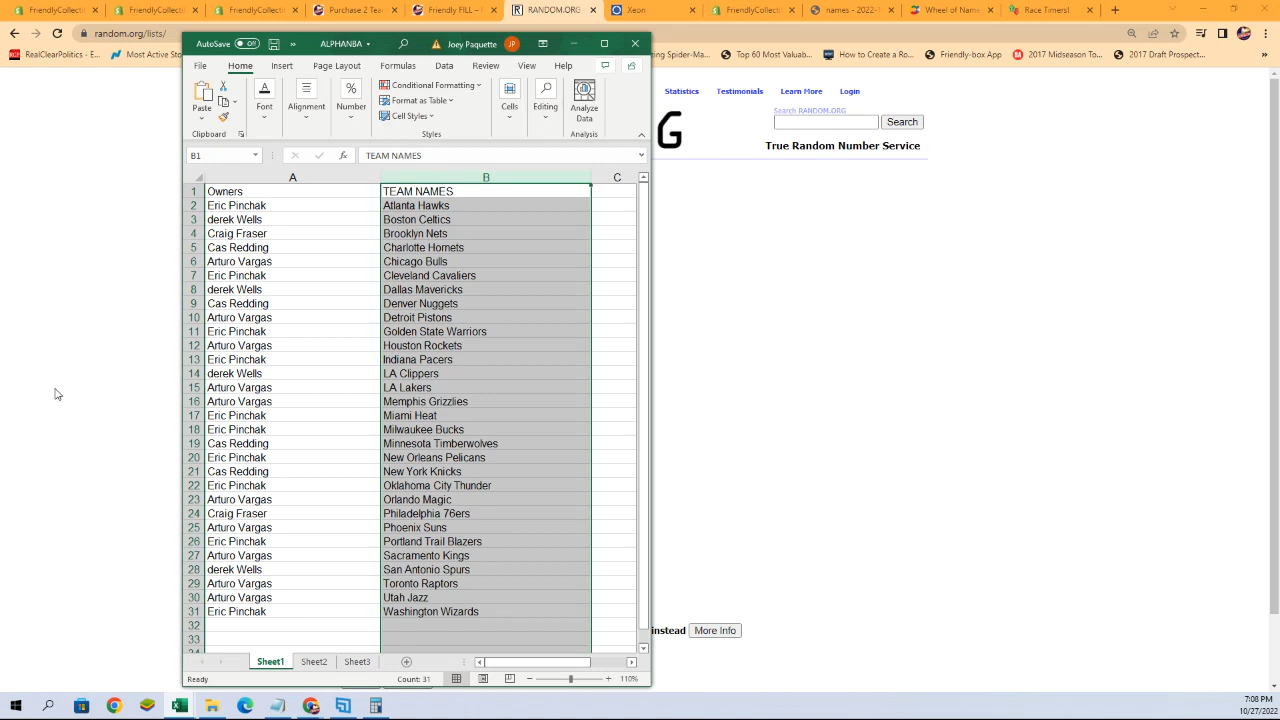 FriendlyCollecti
FriendlyCollecti
FriendlyCollecti
Purchase 2 Tea
Friendly FILL –
RANDOM.ORG
Xeon
FriendlyCollecti
names - 2022-1
Wheel of Name
Race Timers!
random.org/lists/
RealClearPolitics - E...
Most Active Sto
ng Spider-Ma...
Top 60 Most Valuab...
How to Create a Ro...
Friendly-box App
2017 Midseason To...
2017 Draft Prospect...
AutoSave Off
ALPHANBA
Joey Paquette JP
File Home Insert Page Layout Formulas Data Review View Help
Paste
Clipboard
Font
Alignment
Number
Conditional Formatting
Format as Table
Cell Styles
Styles
Cells
Editing
Analyze Data
Analysis
B1 fx TEAM NAMES
A B C
1 Owners TEAM NAMES
2 Eric Pinchak Atlanta Hawks
3 derek Wells Boston Celtics
4 Craig Fraser Brooklyn Nets
5 Cas Redding Charlotte Hornets
6 Arturo Vargas Chicago Bulls
7 Eric Pinchak Cleveland Cavaliers
8 derek Wells Dallas Mavericks
9 Cas Redding Denver Nuggets
10 Arturo Vargas Detroit Pistons
11 Eric Pinchak Golden State Warriors
12 Arturo Vargas Houston Rockets
13 Eric Pinchak Indiana Pacers
14 derek Wells LA Clippers
15 Arturo Vargas LA Lakers
16 Arturo Vargas Memphis Grizzlies
17 Eric Pinchak Miami Heat
18 Eric Pinchak Milwaukee Bucks
19 Cas Redding Minnesota Timberwolves
20 Eric Pinchak New Orleans Pelicans
21 Cas Redding New York Knicks
22 Eric Pinchak Oklahoma City Thunder
23 Arturo Vargas Orlando Magic
24 Craig Fraser Philadelphia 76ers
25 Arturo Vargas Phoenix Suns
26 Eric Pinchak Portland Trail Blazers
27 Arturo Vargas Sacramento Kings
28 derek Wells San Antonio Spurs
29 Arturo Vargas Toronto Raptors
30 Arturo Vargas Utah Jazz
31 Eric Pinchak Washington Wizards
32
33
34
Sheet1 Sheet2 Sheet3
Ready Count: 31 110%
Statistics Testimonials Learn More Login
Search RANDOM.ORG
Search
G
True Random Number Service
instead More Info
7:08 PM
10/27/2022